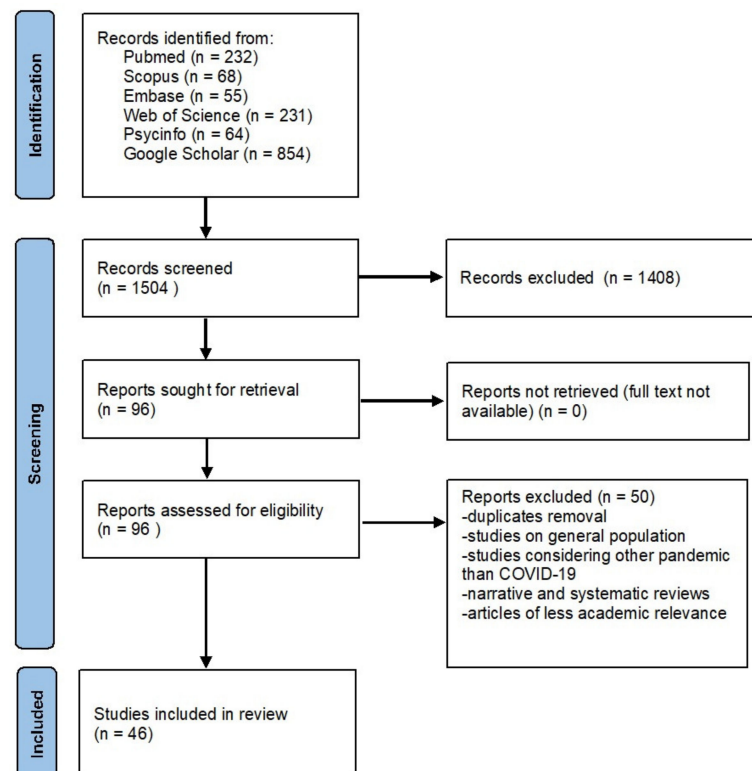 Identification
Records identified from:
Pubmed (n = 232)
Scopus (n = 68)
Embase (n = 55)
Web of Science (n = 231)
Psycinfo (n = 64)
Google Scholar (n = 854)
Screening
Records screened
(n = 1504 )
Records excluded (n = 1408)
Reports sought for retrieval
(n = 96)
Reports not retrieved (full text not
available) (n = 0)
Reports assessed for eligibility
(n = 96 )
Reports excluded (n = 50)
-duplicates removal
-studies on general population
-studies considering other pandemic
than COVID-19
-narrative and systematic reviews
-articles of less academic relevance
Included
Studies included in review
(n = 46)